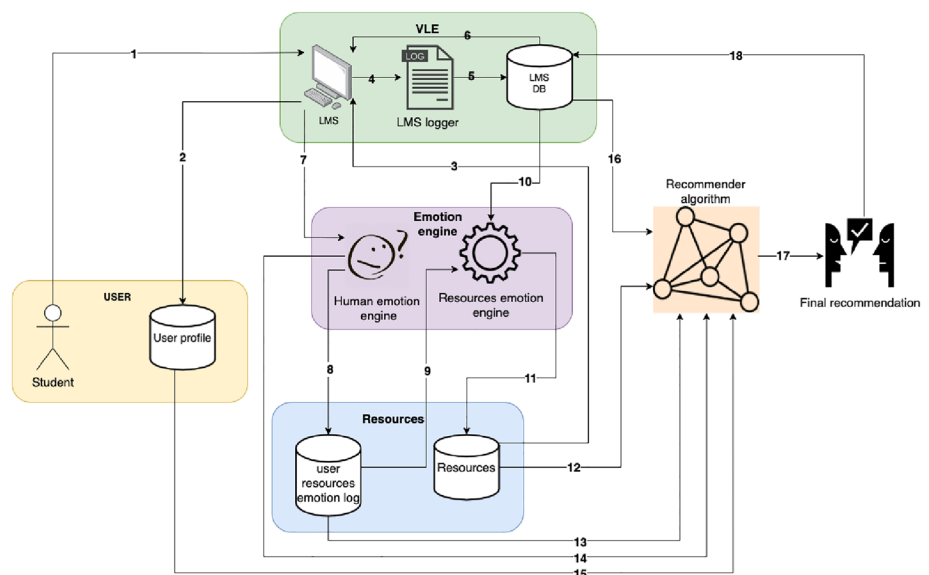 VLE
6
1
LOG
4
5
LMS
DB
18
LMS
LMS logger
2
7
3
16
10
Recommender
algorithm
Emotion
engine
17
Human emotion
engine
Resources emotion
engine
Final recommendation
USER
User profile
Student
8
9
11
Resources
user
resources
emotion log
Resources
12
13
14
15